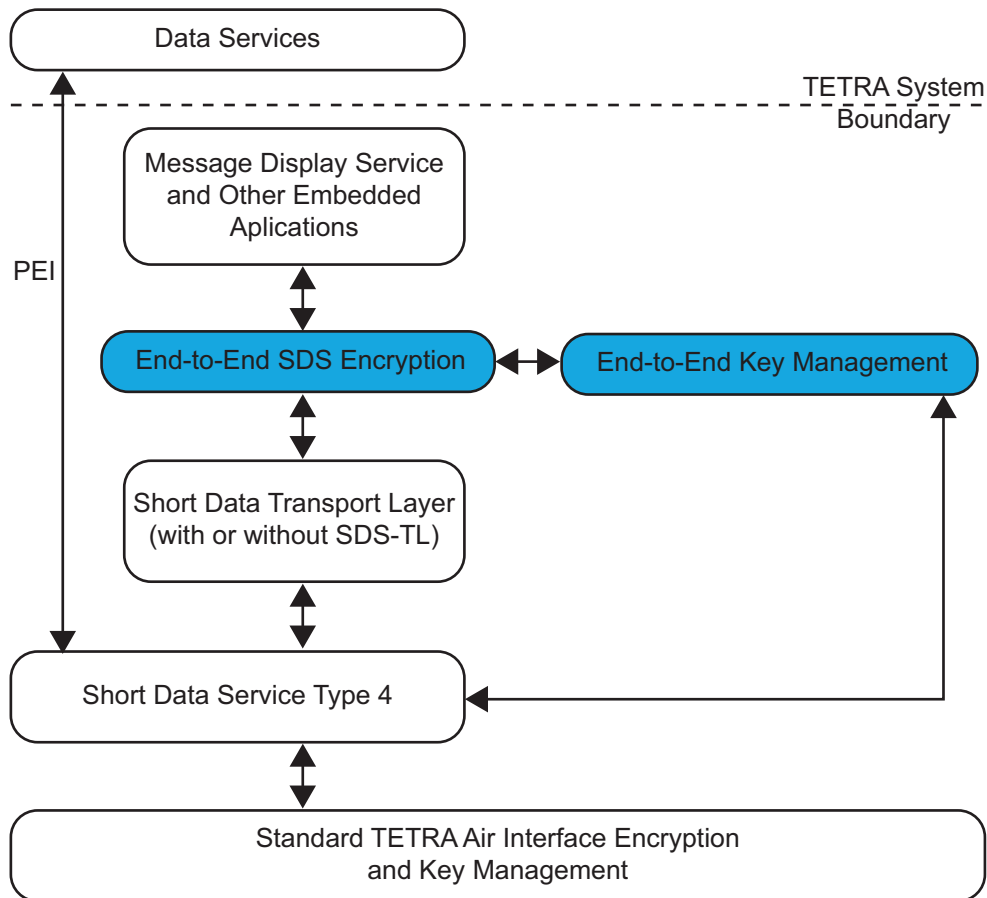 Data Services
TETRA System
Boundary
Message Display Service
and Other Embedded
Aplications
PEI
End-to-End SDS Encryption
End-to-End Key Management
Short Data Transport Layer
(with or without SDS-TL)
Short Data Service Type 4
Standard TETRA Air Interface Encryption
and Key Management